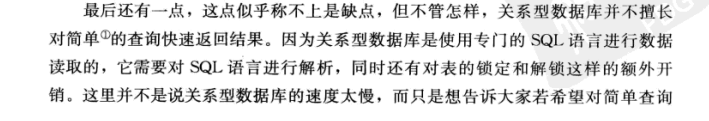 最后还有一点，这点似乎称不上是缺点，但不管怎样，关系型数据库并不擅长
对简单①的查询快速返回结果。因为关系型数据库是使用专门的 SQL 语言进行数据
读取的，它需要对 SQL 语言进行解析，同时还有对表的锁定和解锁这样的额外开
销。这里并不是说关系型数据库的速度太慢，而只是想告诉大家若希望对简单查询